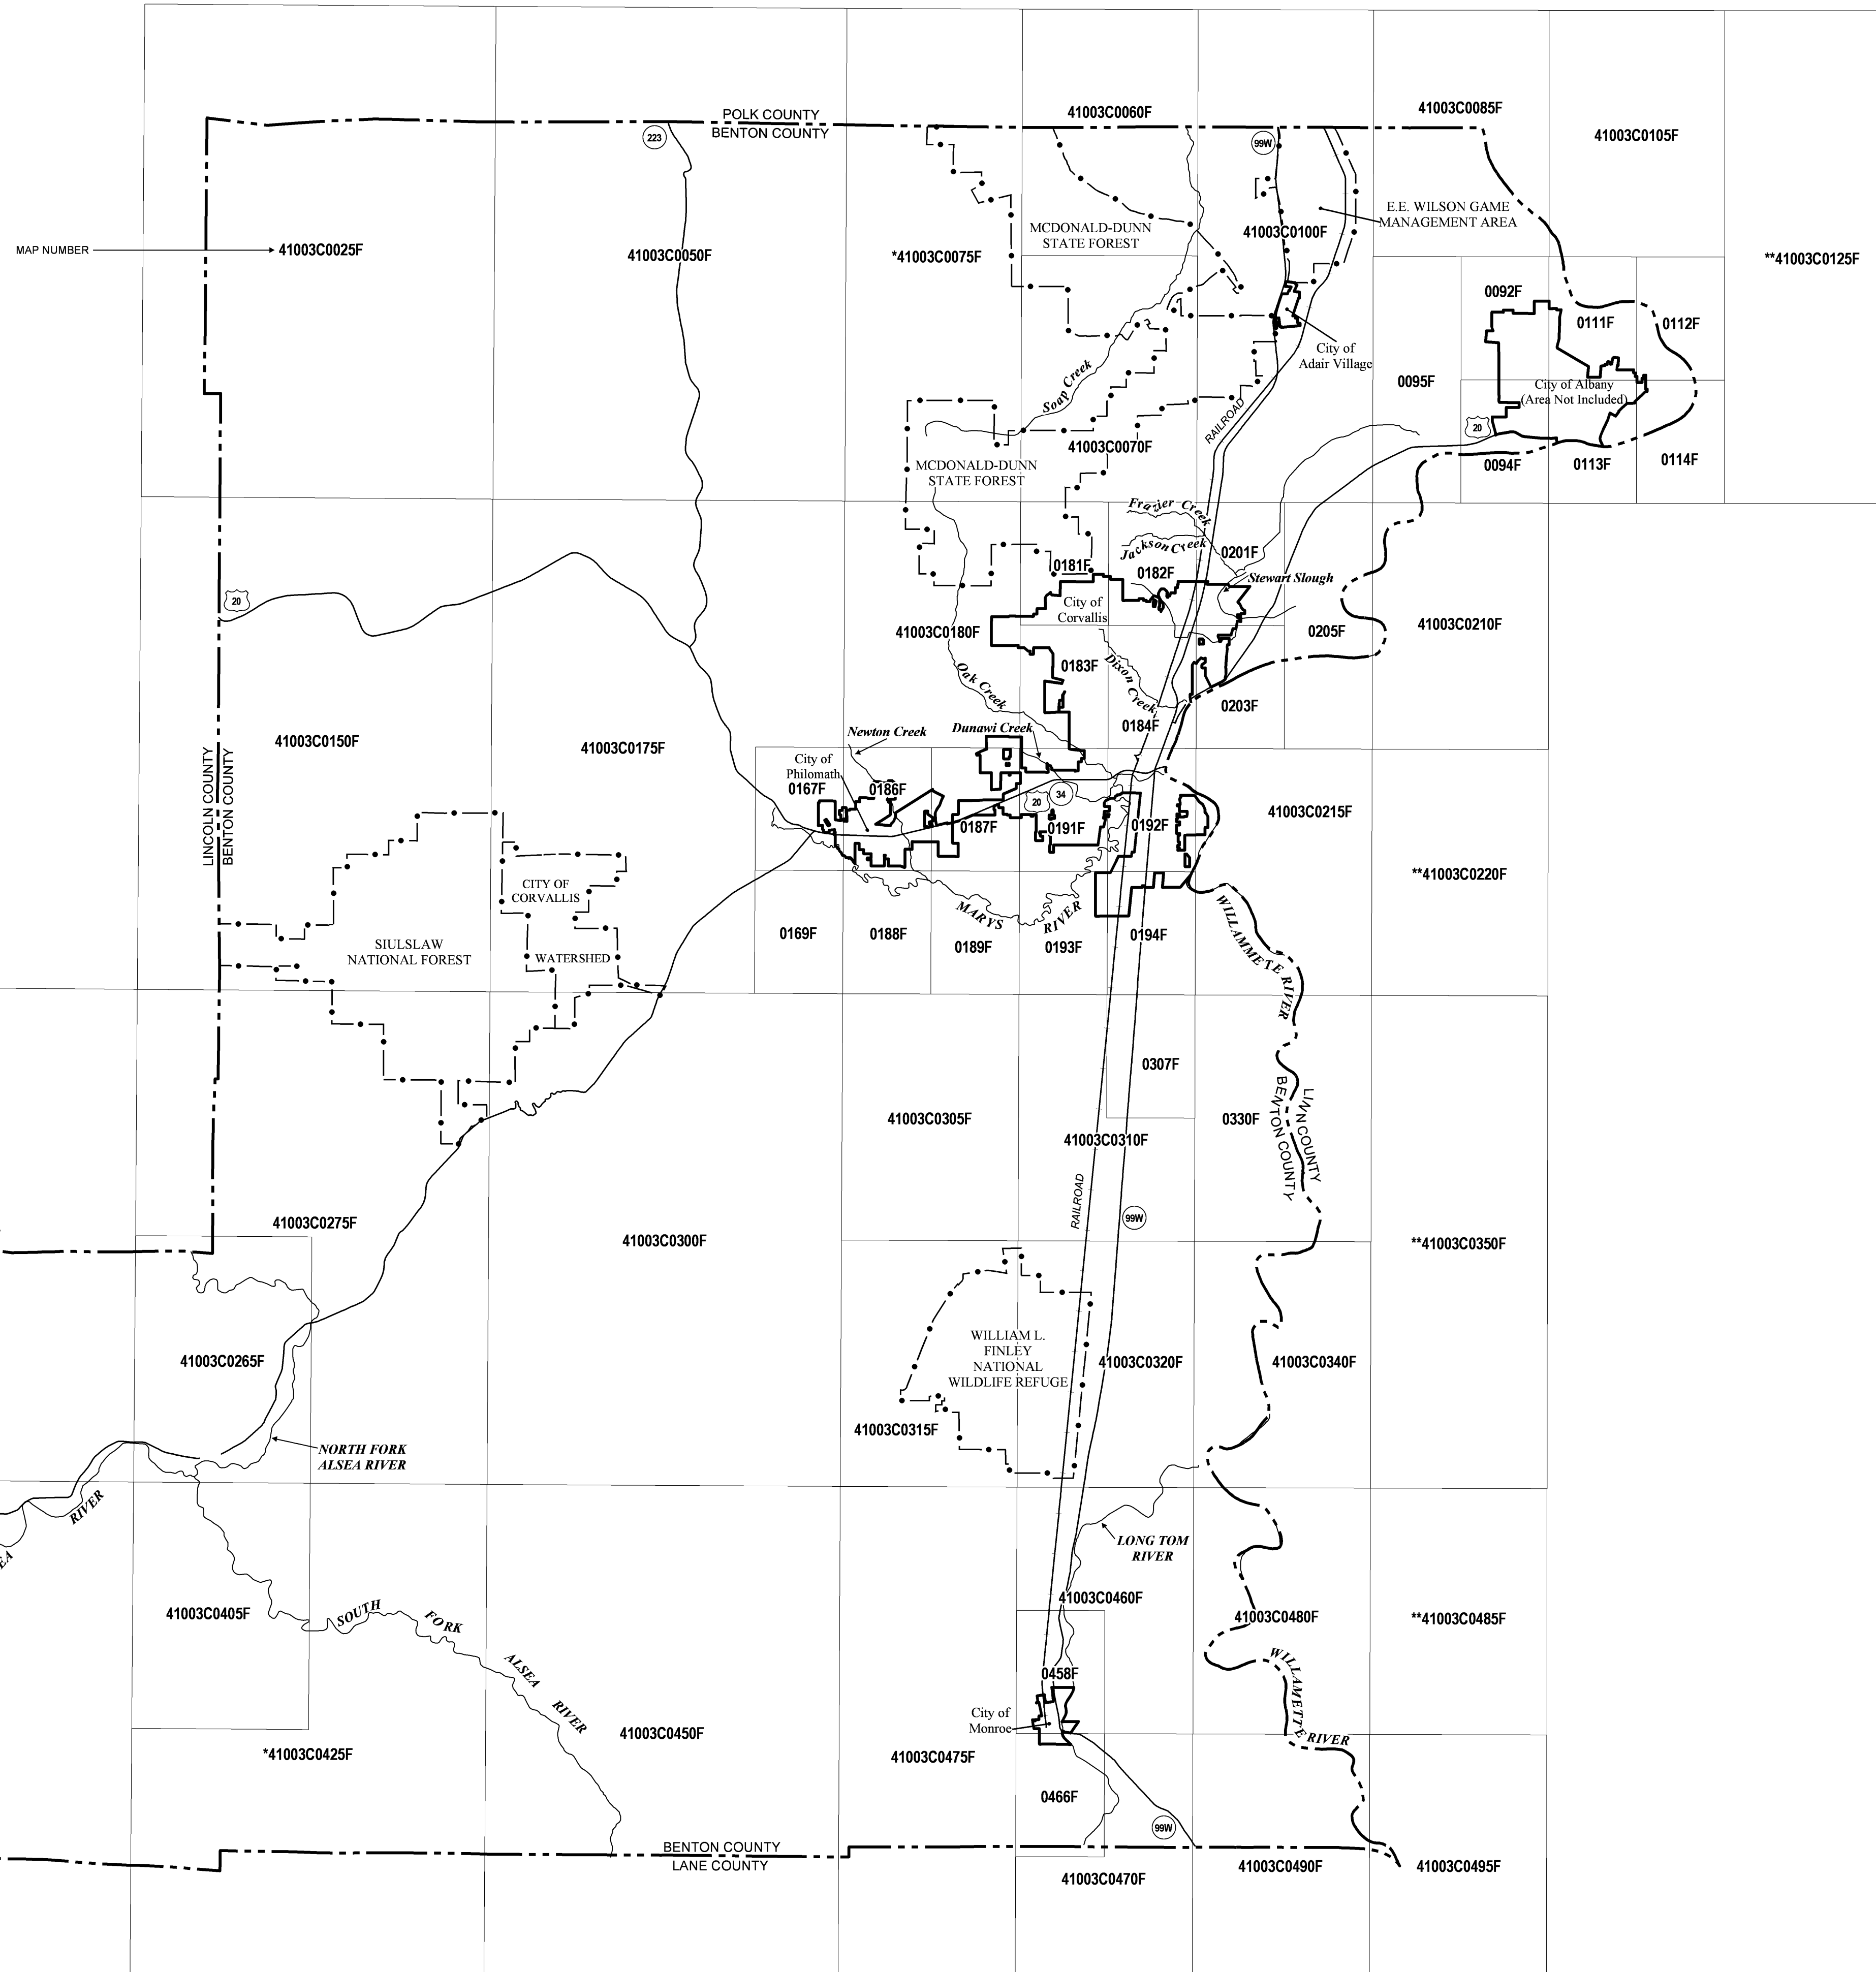 POLK COUNTY
BENTON COUNTY
223
41003C0060F
99W
41003C0085F
41003C0105F
MAP NUMBER
41003C0025F
41003C0050F
*41003C0075F
MCDONALD-DUNN
STATE FOREST
41003C0100F
E.E. WILSON GAME
MANAGEMENT AREA
**41003C0125F
0092F
0111F
0112F
City of
Adair Village
Soap Creek
0095F
City of Albany
(Area Not Included)
RAILROAD
20
41003C0070F
0094F
0113F
0114F
MCDONALD-DUNN
STATE FOREST
Frazier Creek
Jackson Creek
0201F
0181F
0182F
Stewart Slough
20
City of
Corvallis
41003C0180F
0205F
41003C0210F
0183F
Dixon Creek
Oak Creek
0203F
0184F
LINCOLN COUNTY
BENTON COUNTY
41003C0150F
41003C0175F
Newton Creek
Dunawi Creek
City of
Philomath
0167F
0186F
20
34
0187F
0191F
0192F
41003C0215F
**41003C0220F
CITY OF
CORVALLIS
WATERSHED
SIULSLAW
NATIONAL FOREST
0169F
0188F
MARYS RIVER
0189F
0193F
0194F
WILLAMMETE RIVER
0307F
41003C0305F
41003C0310F
0330F
BENTON COUNTY
LINN COUNTY
RAILROAD
99W
41003C0275F
41003C0300F
**41003C0350F
41003C0265F
WILLIAM L.
FINLEY
NATIONAL
WILDLIFE REFUGE
41003C0320F
41003C0340F
41003C0315F
NORTH FORK
ALSEA RIVER
RIVER
LONG TOM
RIVER
41003C0405F
SOUTH FORK ALSEA RIVER
41003C0460F
41003C0480F
**41003C0485F
0458F
WILLAMETTE RIVER
City of
Monroe
*41003C0425F
41003C0450F
41003C0475F
0466F
99W
BENTON COUNTY
LANE COUNTY
41003C0470F
41003C0490F
41003C0495F